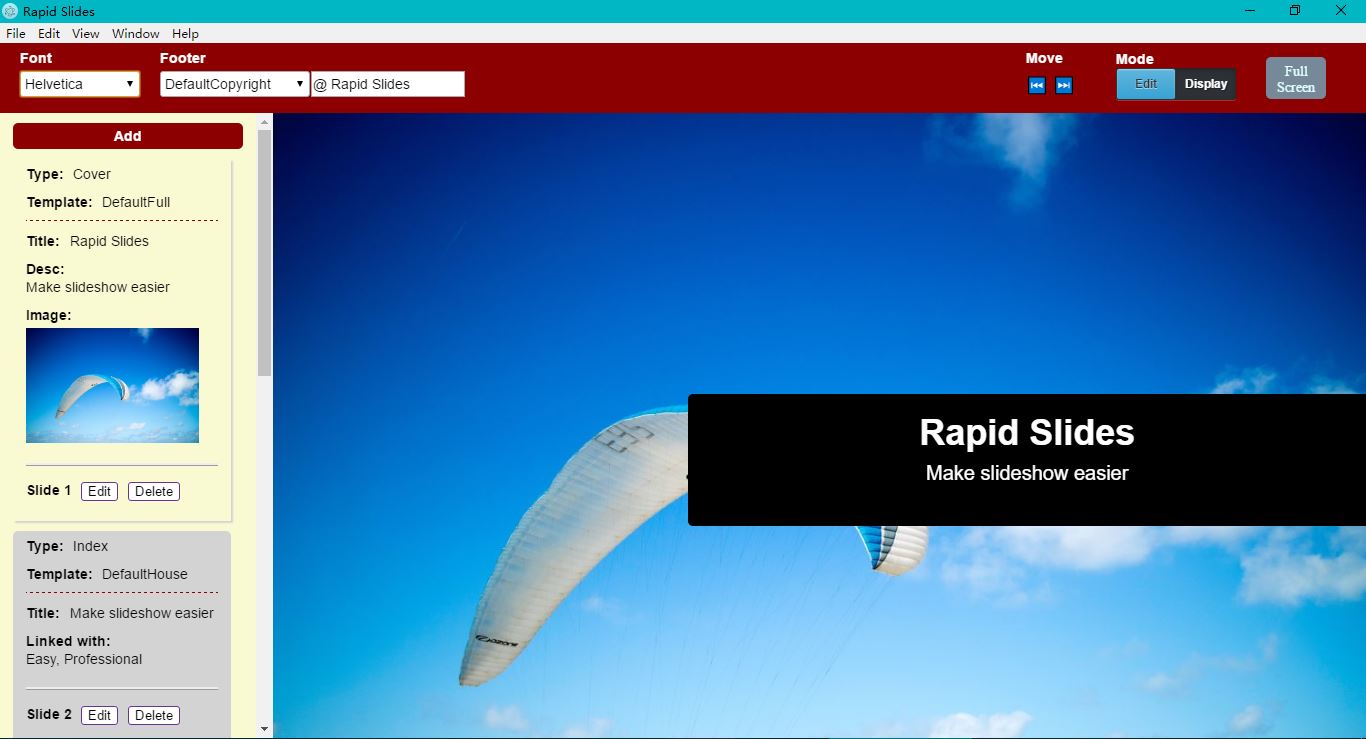 Rapid Slides
File Edit View Window Help
Font Footer Move Mode
Helvetica DefaultCopyright @ Rapid Slides Edit Display Full Screen
Add
Type: Cover
Template: DefaultFull
Title: Rapid Slides
Desc:
Make slideshow easier
Image:
Slide 1 Edit Delete
Type: Index
Template: DefaultHouse
Title: Make slideshow easier
Linked with:
Easy, Professional
Slide 2 Edit Delete
Rapid Slides
Make slideshow easier
OZONE